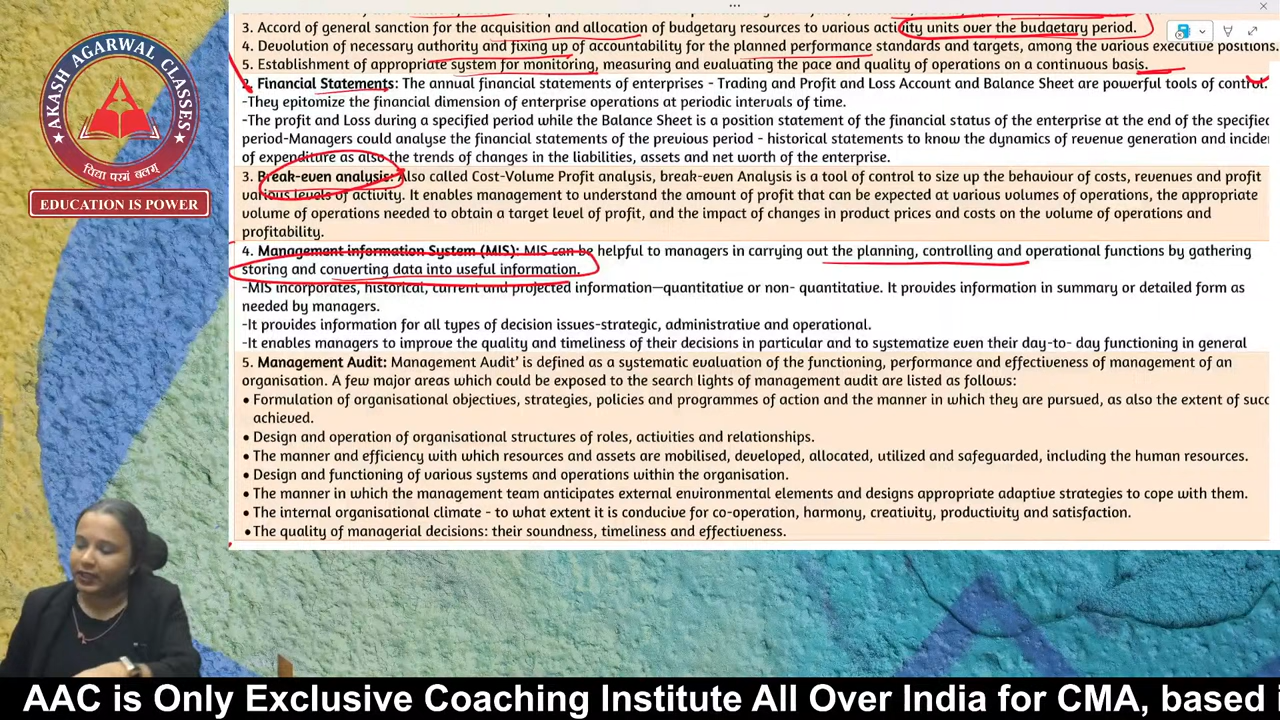 AKASH AGARWAL CLASSES
विद्या परमं बलम्
EDUCATION IS POWER
3. Accord of general sanction for the acquisition and allocation of budgetary resources to various activity units over the budgetary period.
4. Devolution of necessary authority and fixing up of accountability for the planned performance standards and targets, among the various executive positions.
5. Establishment of appropriate system for monitoring, measuring and evaluating the pace and quality of operations on a continuous basis.
Financial Statements: The annual financial statements of enterprises - Trading and Profit and Loss Account and Balance Sheet are powerful tools of control.
-They epitomize the financial dimension of enterprise operations at periodic intervals of time.
-The profit and Loss during a specified period while the Balance Sheet is a position statement of the financial status of the enterprise at the end of the specified
period-Managers could analyse the financial statements of the previous period - historical statements to know the dynamics of revenue generation and inciden
of expenditure as also the trends of changes in the liabilities, assets and net worth of the enterprise.
3. Break-even analysis: Also called Cost-Volume Profit analysis, break-even Analysis is a tool of control to size up the behaviour of costs, revenues and profit
various levels of activity. It enables management to understand the amount of profit that can be expected at various volumes of operations, the appropriate
volume of operations needed to obtain a target level of profit, and the impact of changes in product prices and costs on the volume of operations and
profitability.
4. Management information System (MIS): MIS can be helpful to managers in carrying out the planning, controlling and operational functions by gathering
storing and converting data into useful information.
-MIS incorporates, historical, current and projected information—quantitative or non- quantitative. It provides information in summary or detailed form as
needed by managers.
-It provides information for all types of decision issues-strategic, administrative and operational.
-It enables managers to improve the quality and timeliness of their decisions in particular and to systematize even their day-to- day functioning in general
5. Management Audit: Management Audit' is defined as a systematic evaluation of the functioning, performance and effectiveness of management of an
organisation. A few major areas which could be exposed to the search lights of management audit are listed as follows:
• Formulation of organisational objectives, strategies, policies and programmes of action and the manner in which they are pursued, as also the extent of succ
achieved.
• Design and operation of organisational structures of roles, activities and relationships.
• The manner and efficiency with which resources and assets are mobilised, developed, allocated, utilized and safeguarded, including the human resources.
• Design and functioning of various systems and operations within the organisation.
• The manner in which the management team anticipates external environmental elements and designs appropriate adaptive strategies to cope with them.
• The internal organisational climate - to what extent it is conducive for co-operation, harmony, creativity, productivity and satisfaction.
• The quality of managerial decisions: their soundness, timeliness and effectiveness.
AAC is Only Exclusive Coaching Institute All Over India for CMA, based i